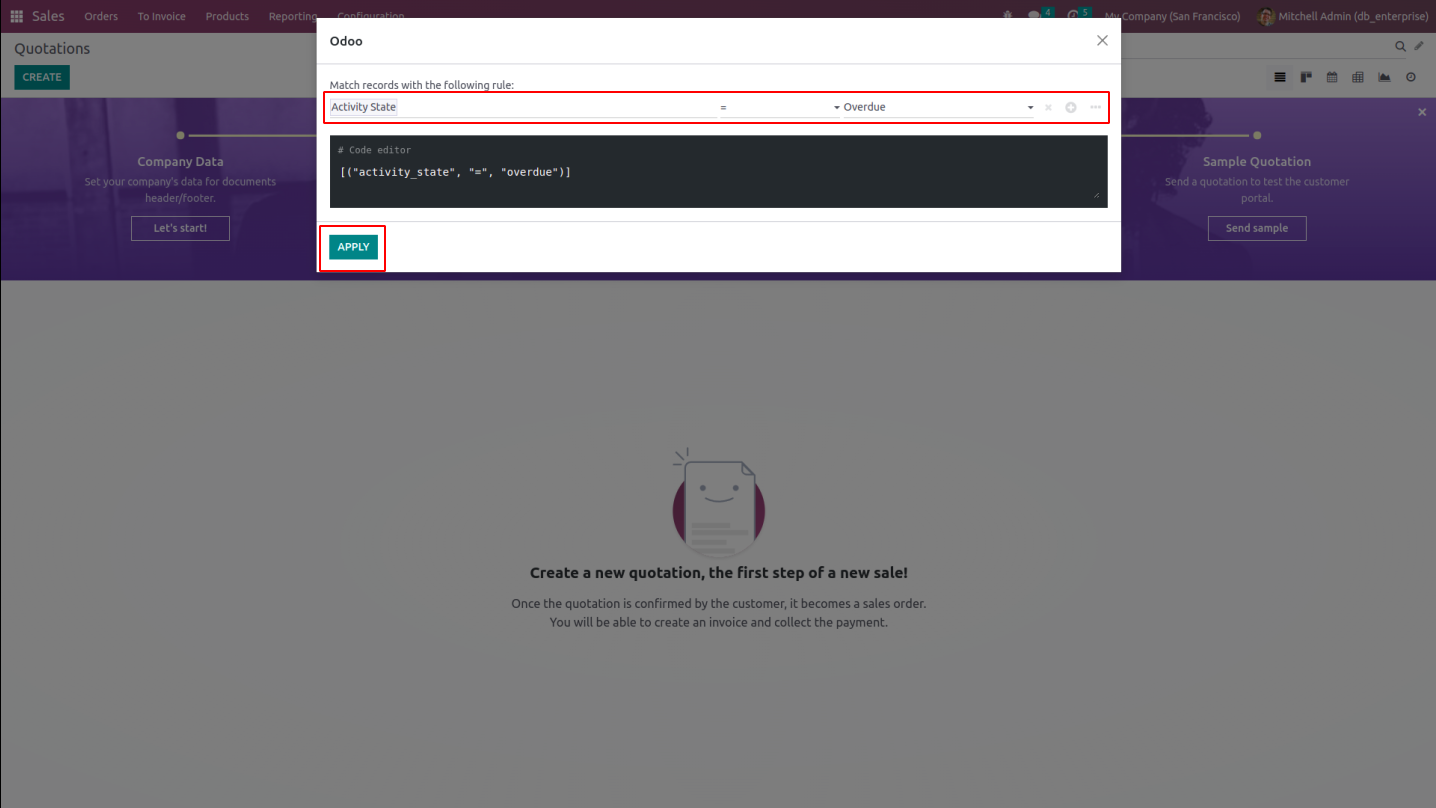 Sales Orders To Invoice Products Reporting Configuration 4 5 My Company (San Francisco) Mitchell Admin (db_enterprise)
Quotations
CREATE
Odoo
Match records with the following rule:
Activity State = Overdue
# Code editor
[("activity_state", "=", "overdue")]
APPLY
Company Data
Set your company's data for documents
header/footer.
Let's start!
Sample Quotation
Send a quotation to test the customer
portal.
Send sample
Create a new quotation, the first step of a new sale!
Once the quotation is confirmed by the customer, it becomes a sales order.
You will be able to create an invoice and collect the payment.